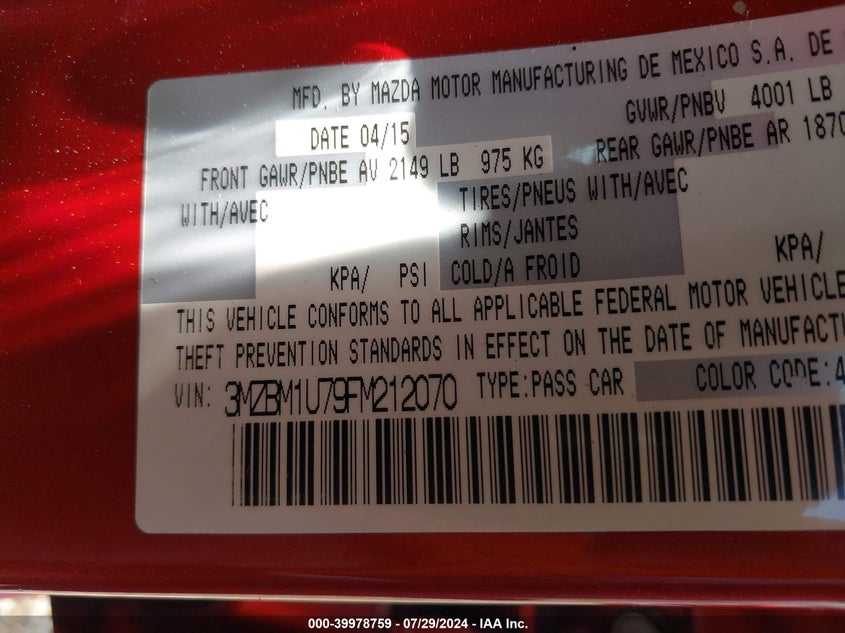 MFD. BY MAZDA MOTOR MANUFACTURING DE MEXICO S.A. DE
DATE 04/15 GVWR/PNBV 4001 LB
FRONT GAWR/PNBE AV 2149 LB 975 KG REAR GAWR/PNBE AR 1870
WITH/AVEC TIRES/PNEUS WITH/AVEC
RIMS/JANTES
KPA/ PSI COLD/A FROID KPA/
THIS VEHICLE CONFORMS TO ALL APPLICABLE FEDERAL MOTOR VEHICLE
THEFT PREVENTION STANDARDS IN EFFECT ON THE DATE OF MANUFACTU
VIN: 3MZBM1U79FM212070 TYPE:PASS CAR COLOR CODE:4
000-39978759 - 07/29/2024 - IAA Inc.